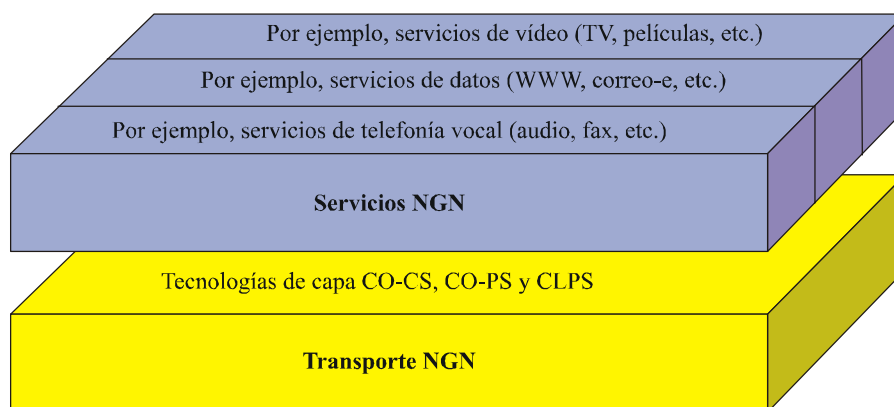 Por ejemplo, servicios de vídeo (TV, películas, etc.)
Por ejemplo, servicios de datos (WWW, correo-e, etc.)
Por ejemplo, servicios de telefonía vocal (audio, fax, etc.)
Servicios NGN
Tecnologías de capa CO-CS, CO-PS y CLPS
Transporte NGN